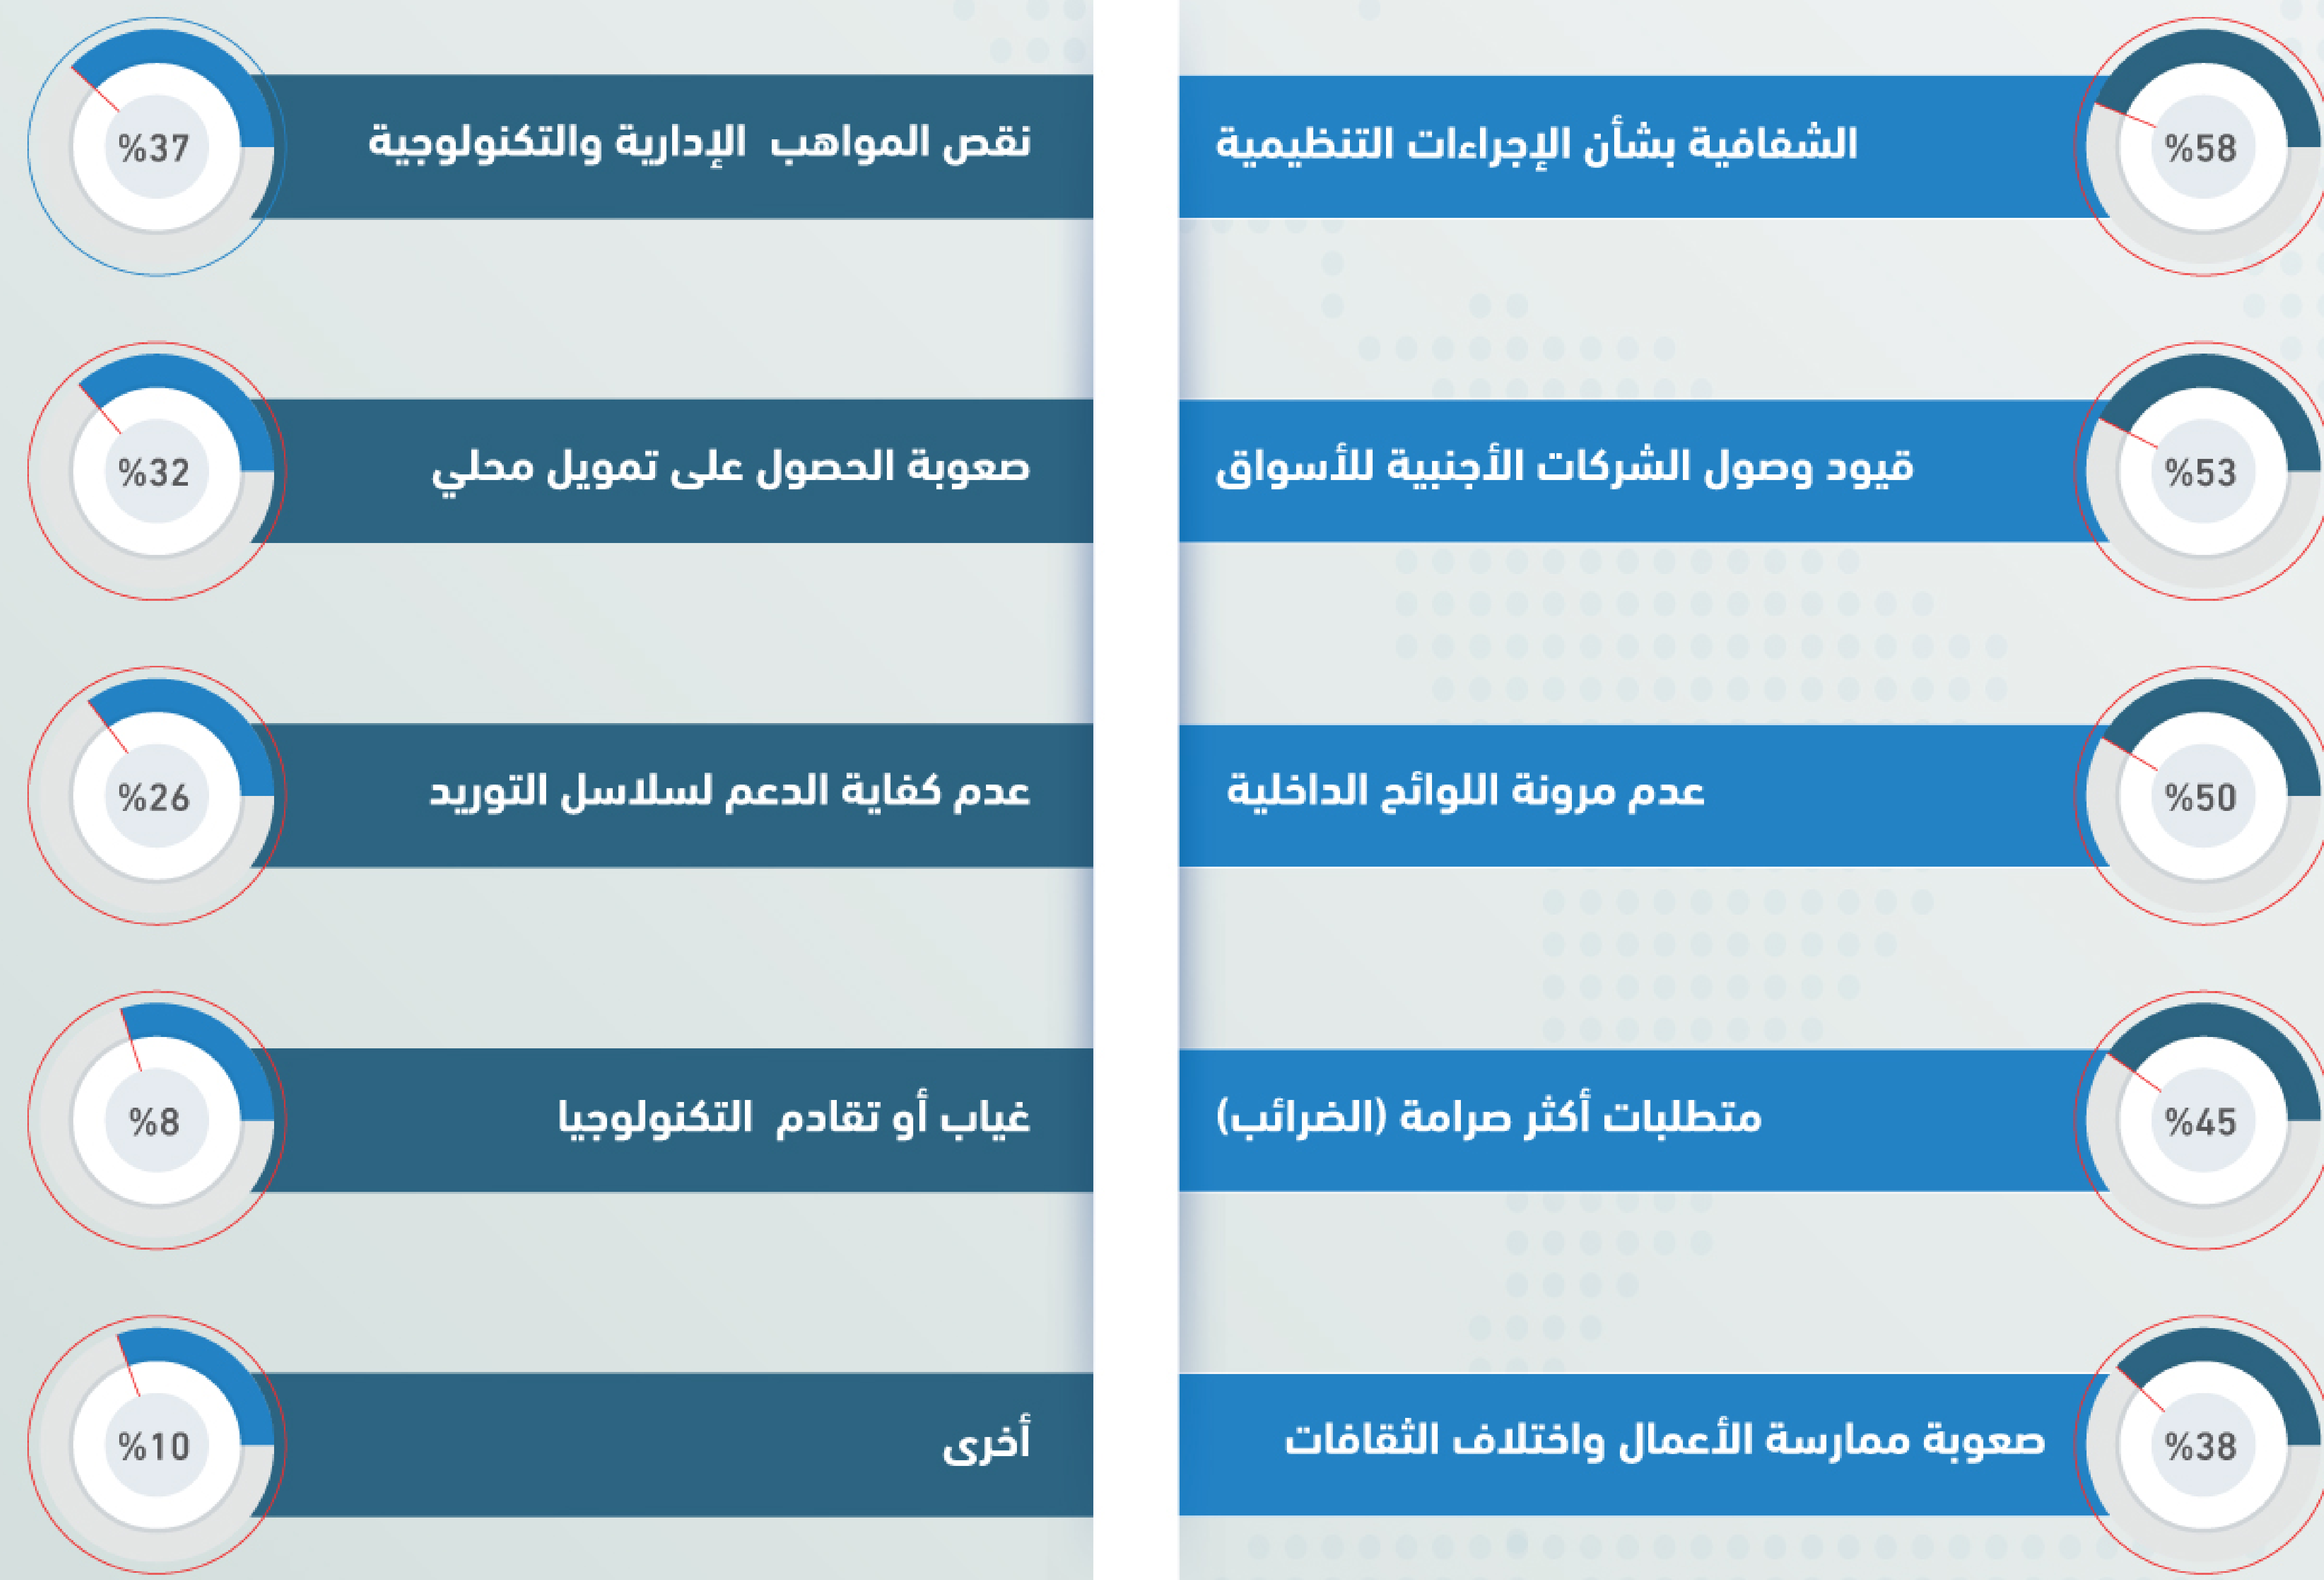 الشفافية بشأن الإجراءات التنظيمية
%58
قيود وصول الشركات الأجنبية للأسواق
%53
عدم مرونة اللوائح الداخلية
%50
متطلبات أكثر صرامة (الضرائب)
%45
صعوبة ممارسة الأعمال واختلاف الثقافات
%38
نقص المواهب الإدارية والتكنولوجية
%37
صعوبة الحصول على تمويل محلي
%32
عدم كفاية الدعم لسلاسل التوريد
%26
غياب أو تقادم التكنولوجيا
%8
أخرى
%10